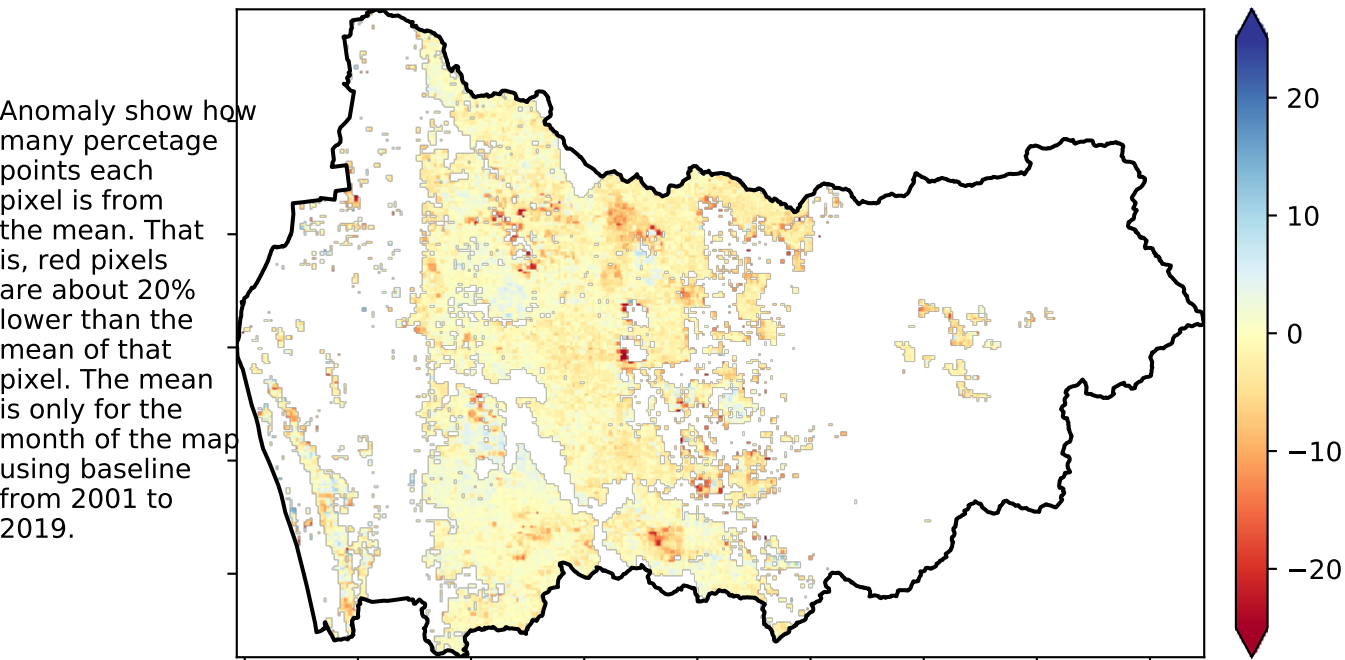 Anomaly show how
many percetage
points each
pixel is from
the mean. That
is, red pixels
are about 20%
lower than the
mean of that
pixel. The mean
is only for the
month of the map
using baseline
from 2001 to
2019.
20
10
0
−10
−20